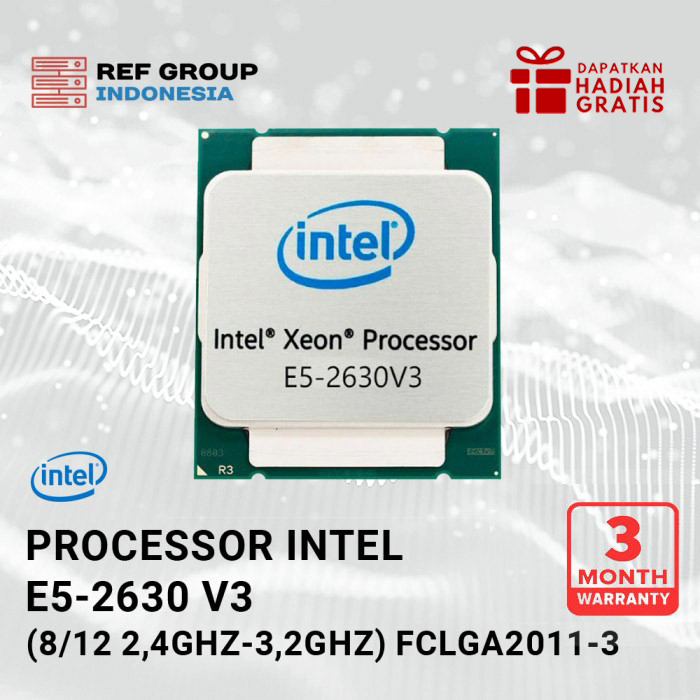 REF GROUP
INDONESIA
DAPATKAN
HADIAH
GRATIS
intel
Intel® Xeon® Processor
E5-2630V3
R3
intel
PROCESSOR INTEL
E5-2630 V3
(8/12 2,4GHZ-3,2GHZ) FCLGA2011-3
3
MONTH
WARRANTY